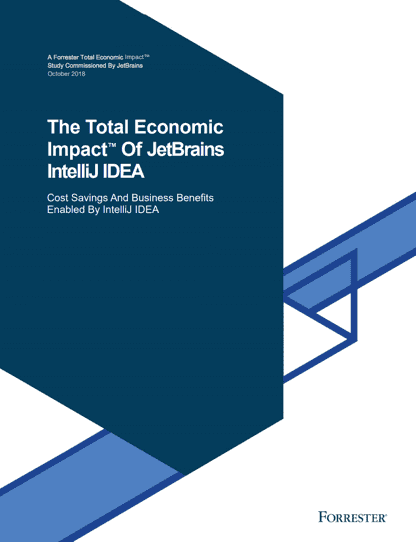 A Forrester Total Economic Impact™
Study Commissioned By JetBrains
October 2018
The Total Economic
Impact™ Of JetBrains
IntelliJ IDEA
Cost Savings And Business Benefits
Enabled By IntelliJ IDEA
FORRESTER®